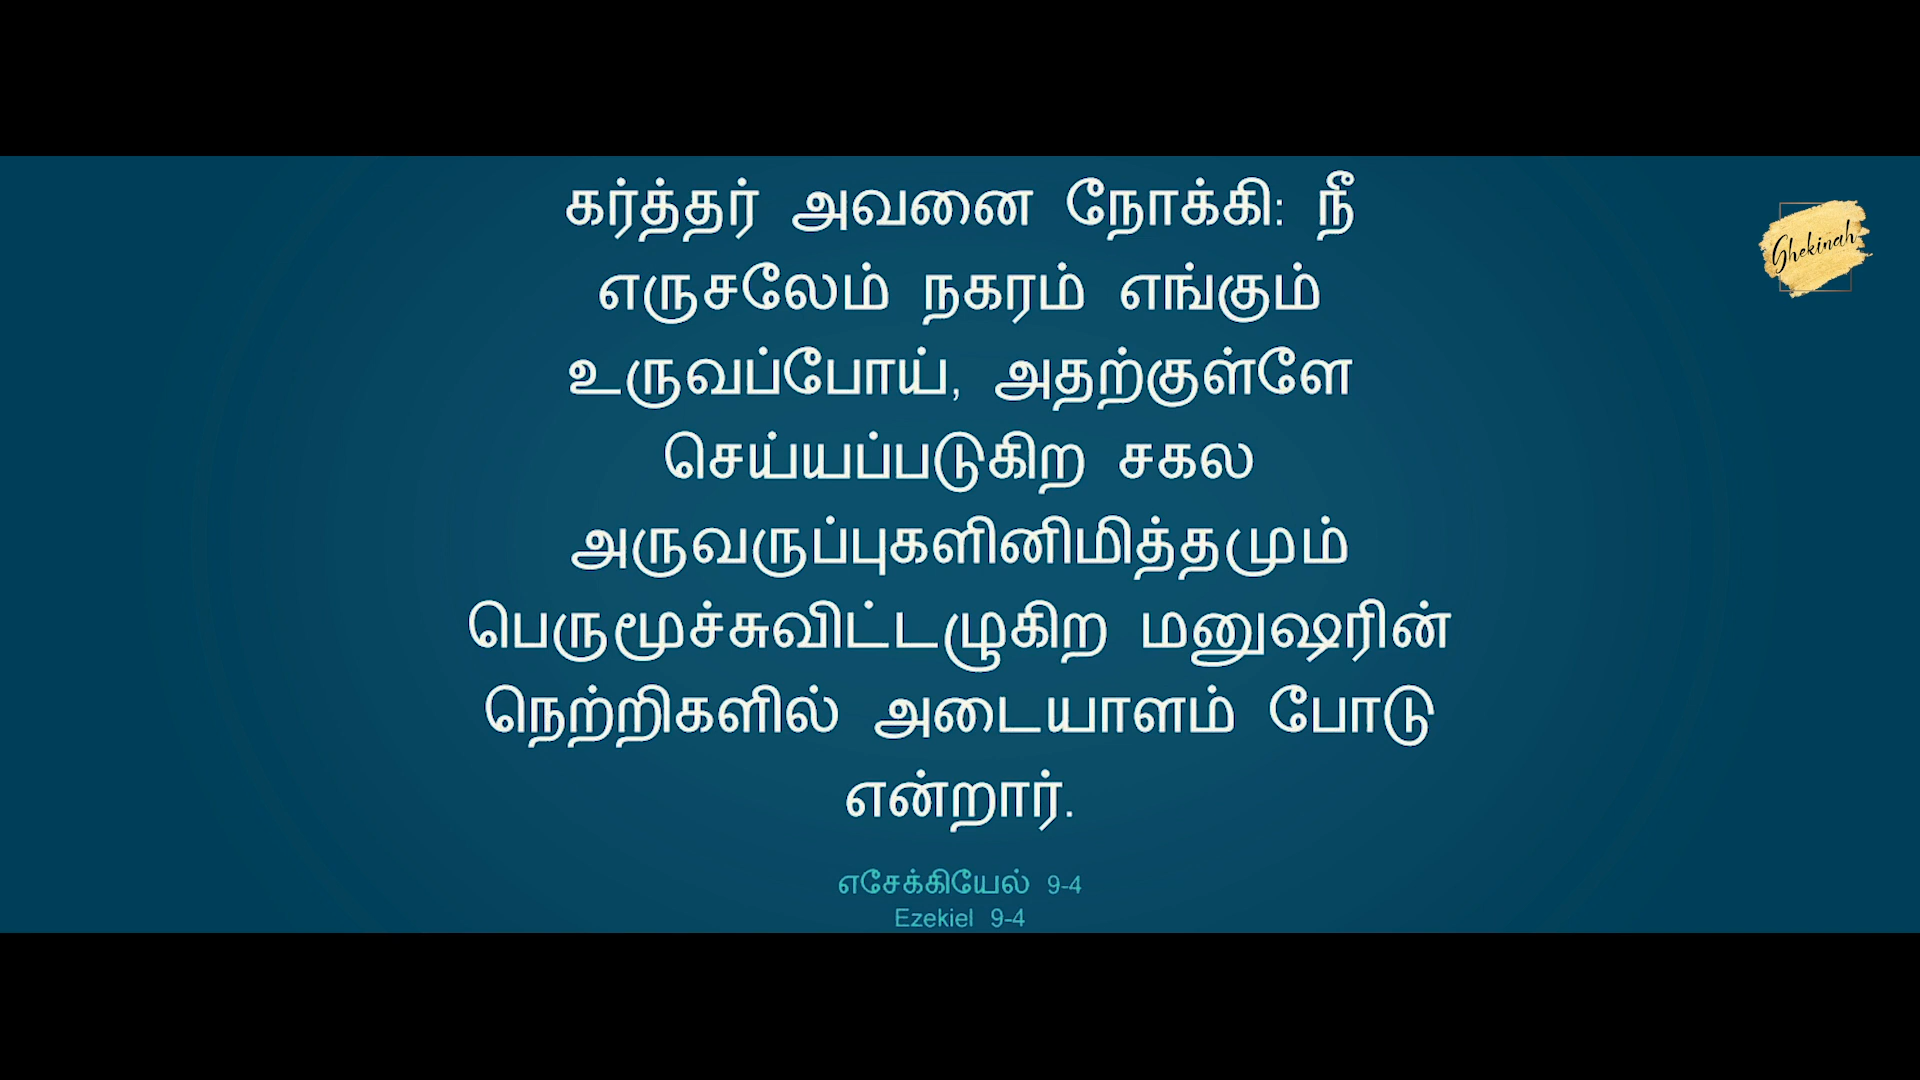 கர்த்தர் அவனை நோக்கி: நீ
எருசலேம் நகரம் எங்கும்
உருவப்போய், அதற்குள்ளே
செய்யப்படுகிற சகல
அருவருப்புகளினிமித்தமும்
பெருமூச்சுவிட்டழுகிற மனுஷரின்
நெற்றிகளில் அடையாளம் போடு
என்றார்.
எசேக்கியேல் 9-4
Ezekiel 9-4
Ghekinah